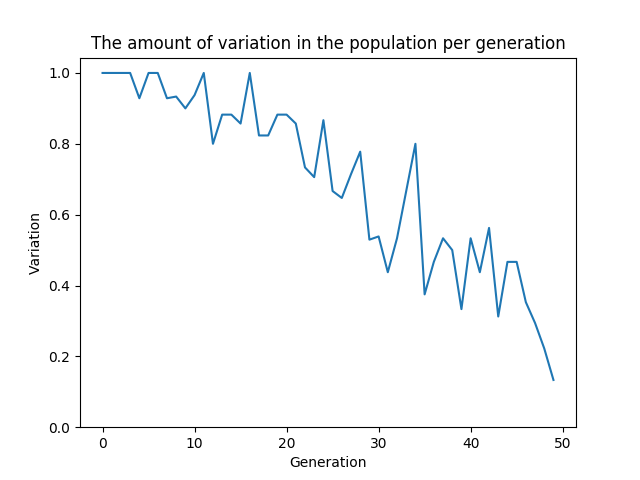 The amount of variation in the population per generation
1.0
0.8
0.6
0.4
0.2
0.0
Variation
0 10 20 30 40 50
Generation